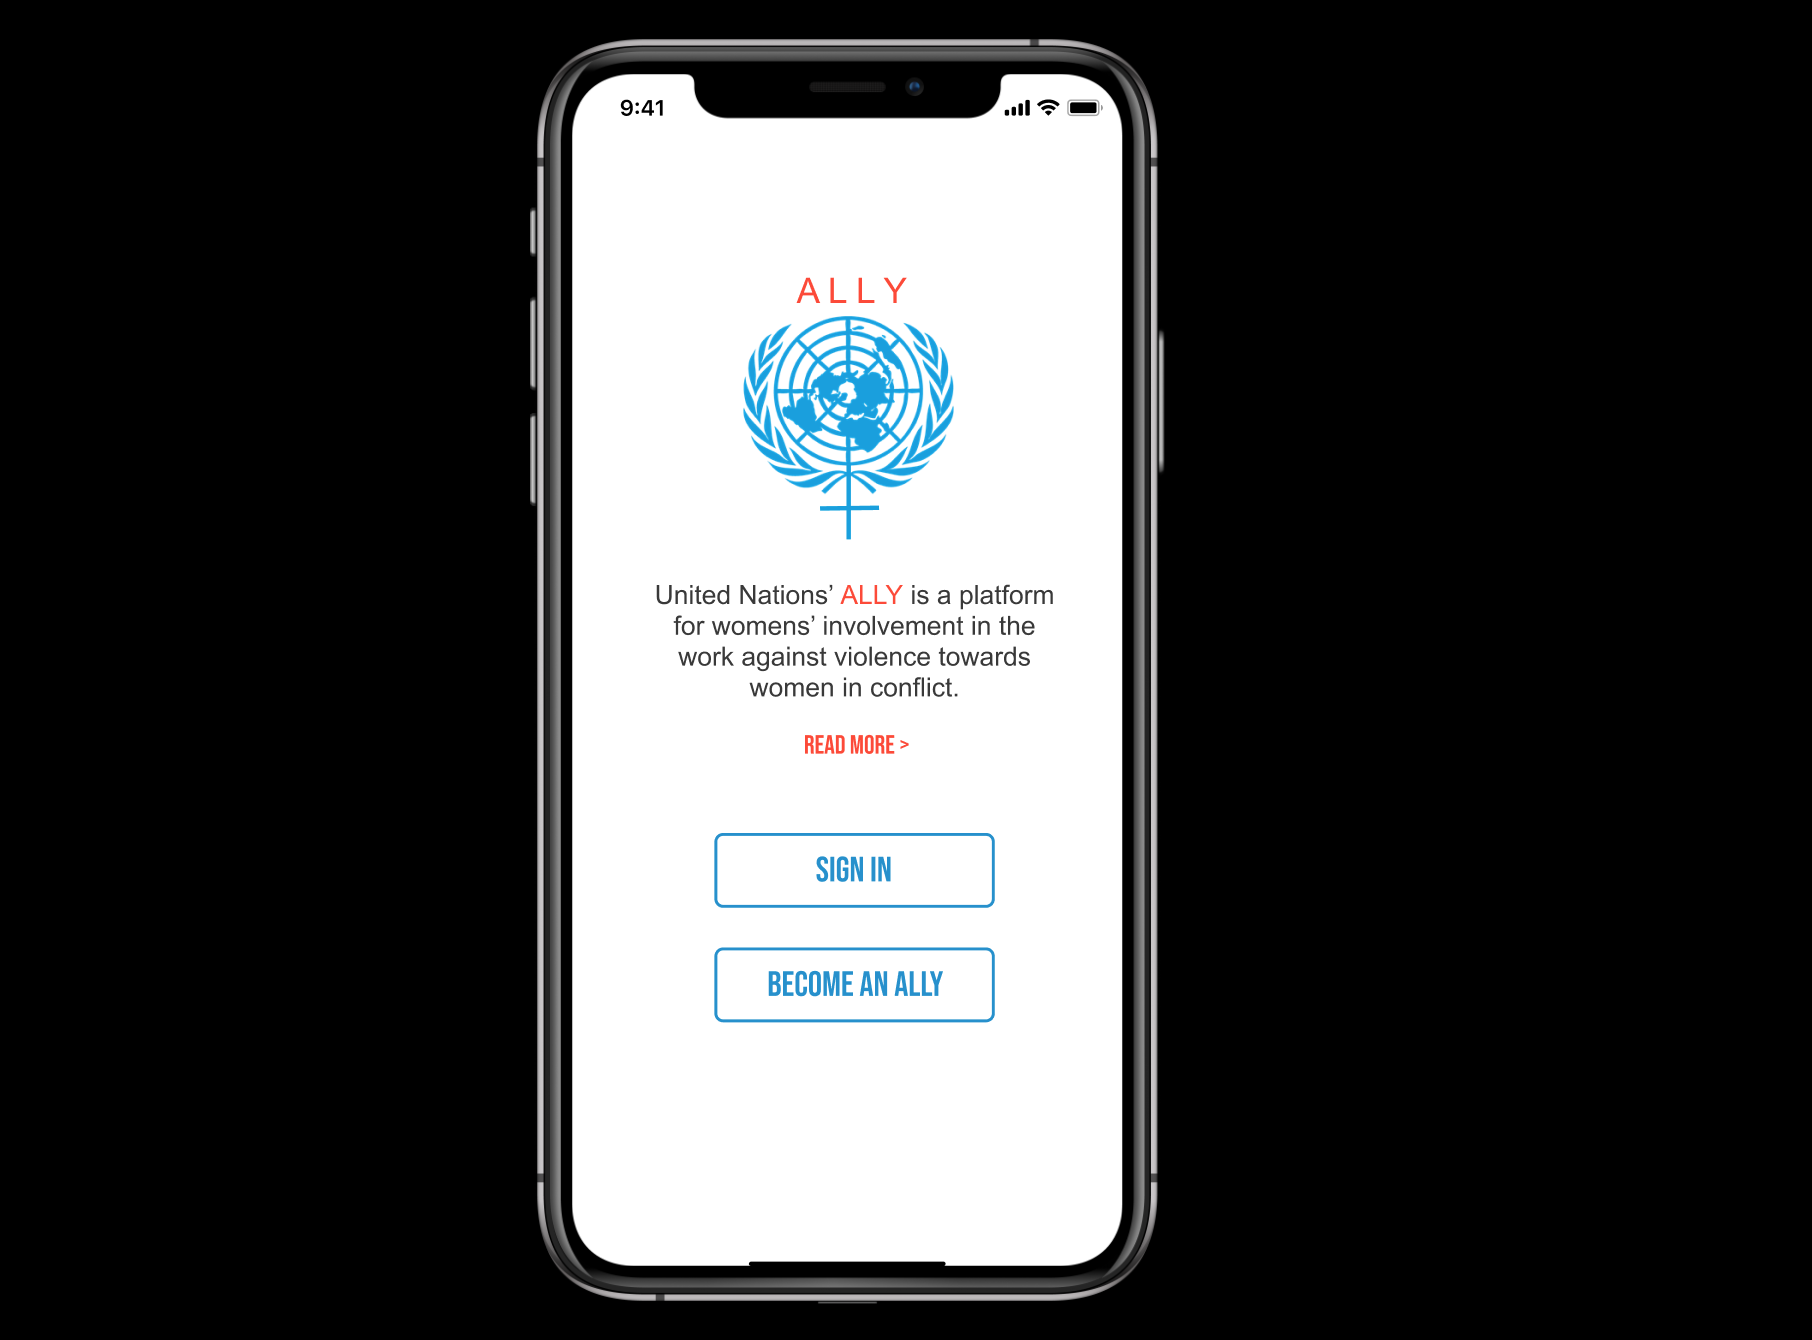 9:41
ALLY
United Nations’ ALLY is a platform
for womens’ involvement in the
work against violence towards
women in conflict.
READ MORE >
SIGN IN
BECOME AN ALLY